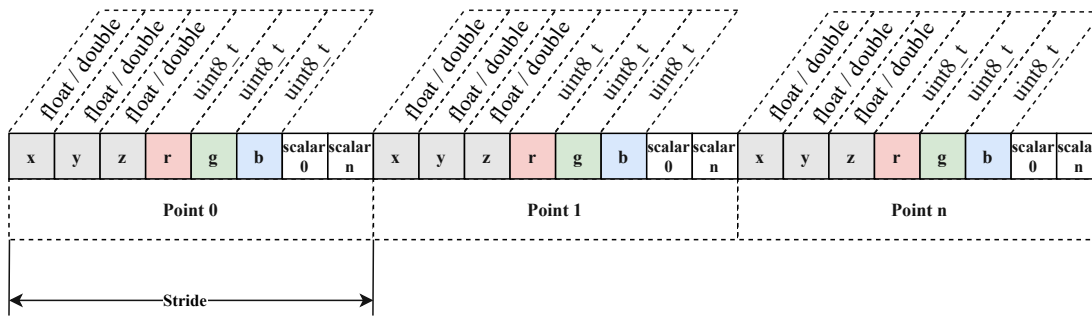 float / double float / double float / double uint8_t uint8_t uint8_t float / double float / double float / double uint8_t uint8_t uint8_t float / double float / double float / double uint8_t uint8_t uint8_t
x y z r g b scalar 0 scalar n x y z r g b scalar 0 scalar n x y z r g b scalar 0 scalar n
Point 0 Point 1 Point n
Stride